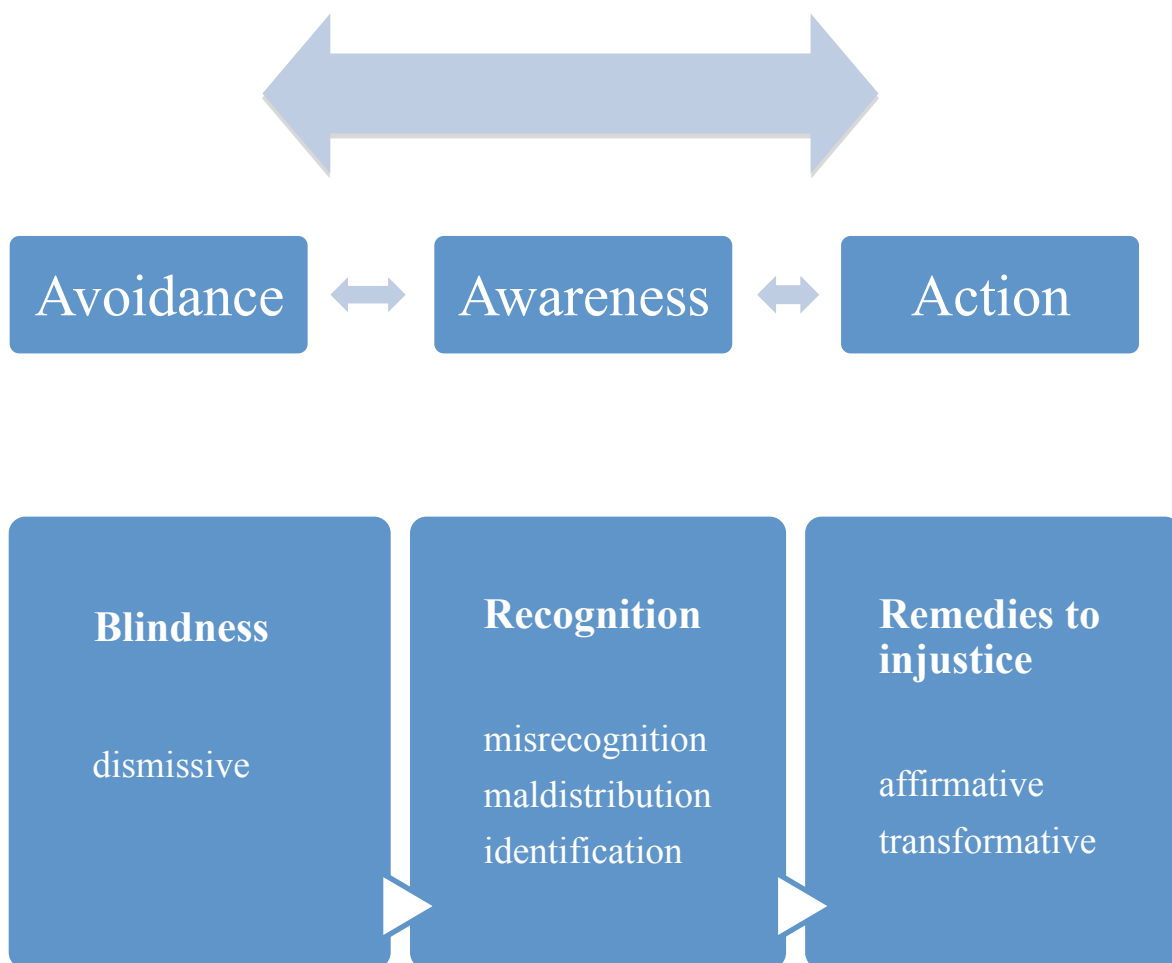 Avoidance
Awareness
Action
Blindness
dismissive
Recognition
misrecognition
maldistribution
identification
Remedies to
injustice
affirmative
transformative